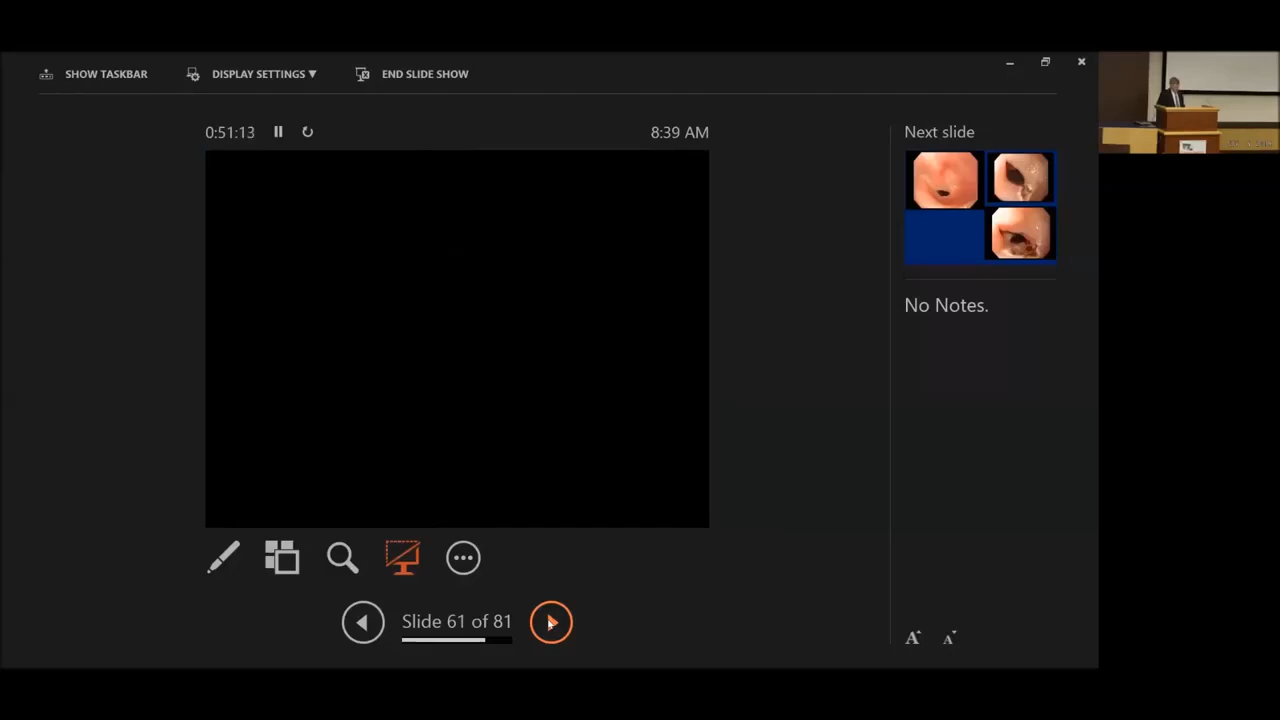 SHOW TASKBAR
DISPLAY SETTINGS ▼
END SLIDE SHOW
0:51:13
8:39 AM
Next slide
No Notes.
Slide 61 of 81
A
A